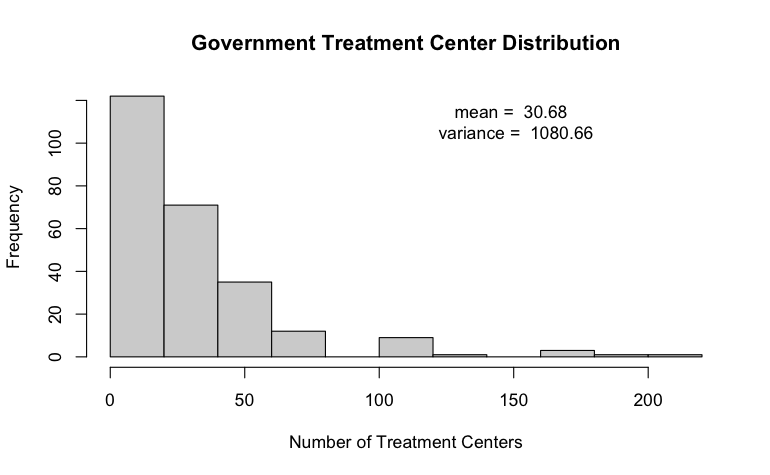 Government Treatment Center Distribution
mean = 30.68
variance = 1080.66
Frequency
100
80
60
40
20
0
0 50 100 150 200
Number of Treatment Centers